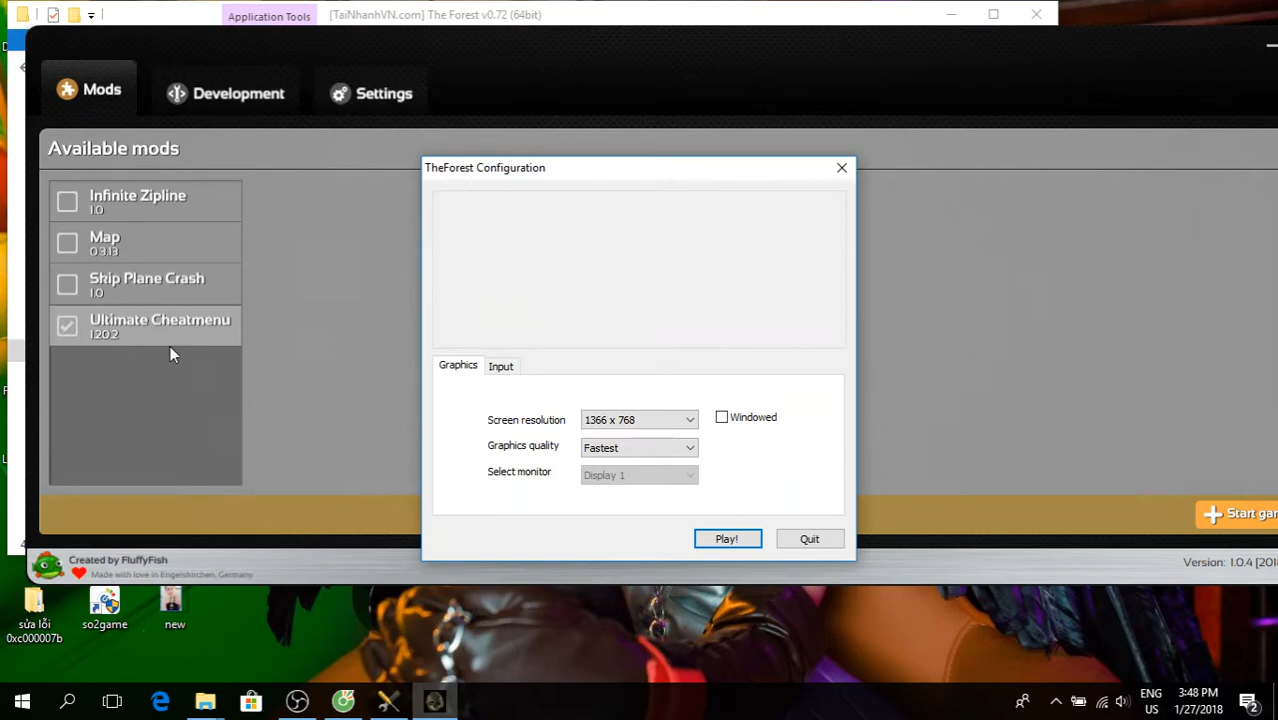 Application Tools
[TaiNhanhVN.com] The Forest v0.72 (64bit)
Mods
Development
Settings
Available mods
Infinite Zipline
1.0
Map
0.3.13
Skip Plane Crash
1.0
Ultimate Cheatmenu
1.20.2
TheForest Configuration
Graphics
Input
Screen resolution
1366 x 768
Windowed
Graphics quality
Fastest
Select monitor
Display 1
Play!
Quit
Start gam
Created by FluffyFish
Made with love in Engelskirchen, Germany
Version: 1.0.4 [201
sửa lỗi
0xc000007b
so2game
new
ENG
US
3:48 PM
1/27/2018
2